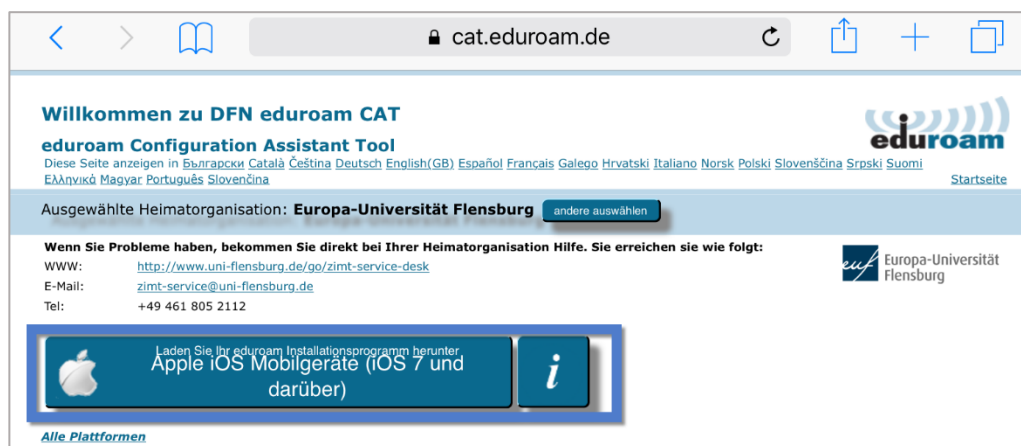 cat.eduroam.de
Willkommen zu DFN eduroam CAT
eduroam
eduroam Configuration Assistant Tool
Diese Seite anzeigen in Български Català Čeština Deutsch English(GB) Español Français Galego Hrvatski Italiano Norsk Polski Slovenščina Srpski Suomi
Ελληνικά Magyar Português Slovenčina
Startseite
Ausgewählte Heimatorganisation: Europa-Universität Flensburg andere auswählen
Wenn Sie Probleme haben, bekommen Sie direkt bei Ihrer Heimatorganisation Hilfe. Sie erreichen sie wie folgt:
WWW: http://www.uni-flensburg.de/go/zimt-service-desk
E-Mail: zimt-service@uni-flensburg.de
Tel: +49 461 805 2112
euf Europa-Universität
Flensburg
Laden Sie Ihr eduroam Installationsprogramm herunter
Apple iOS Mobilgeräte (iOS 7 und
darüber)
i
Alle Plattformen